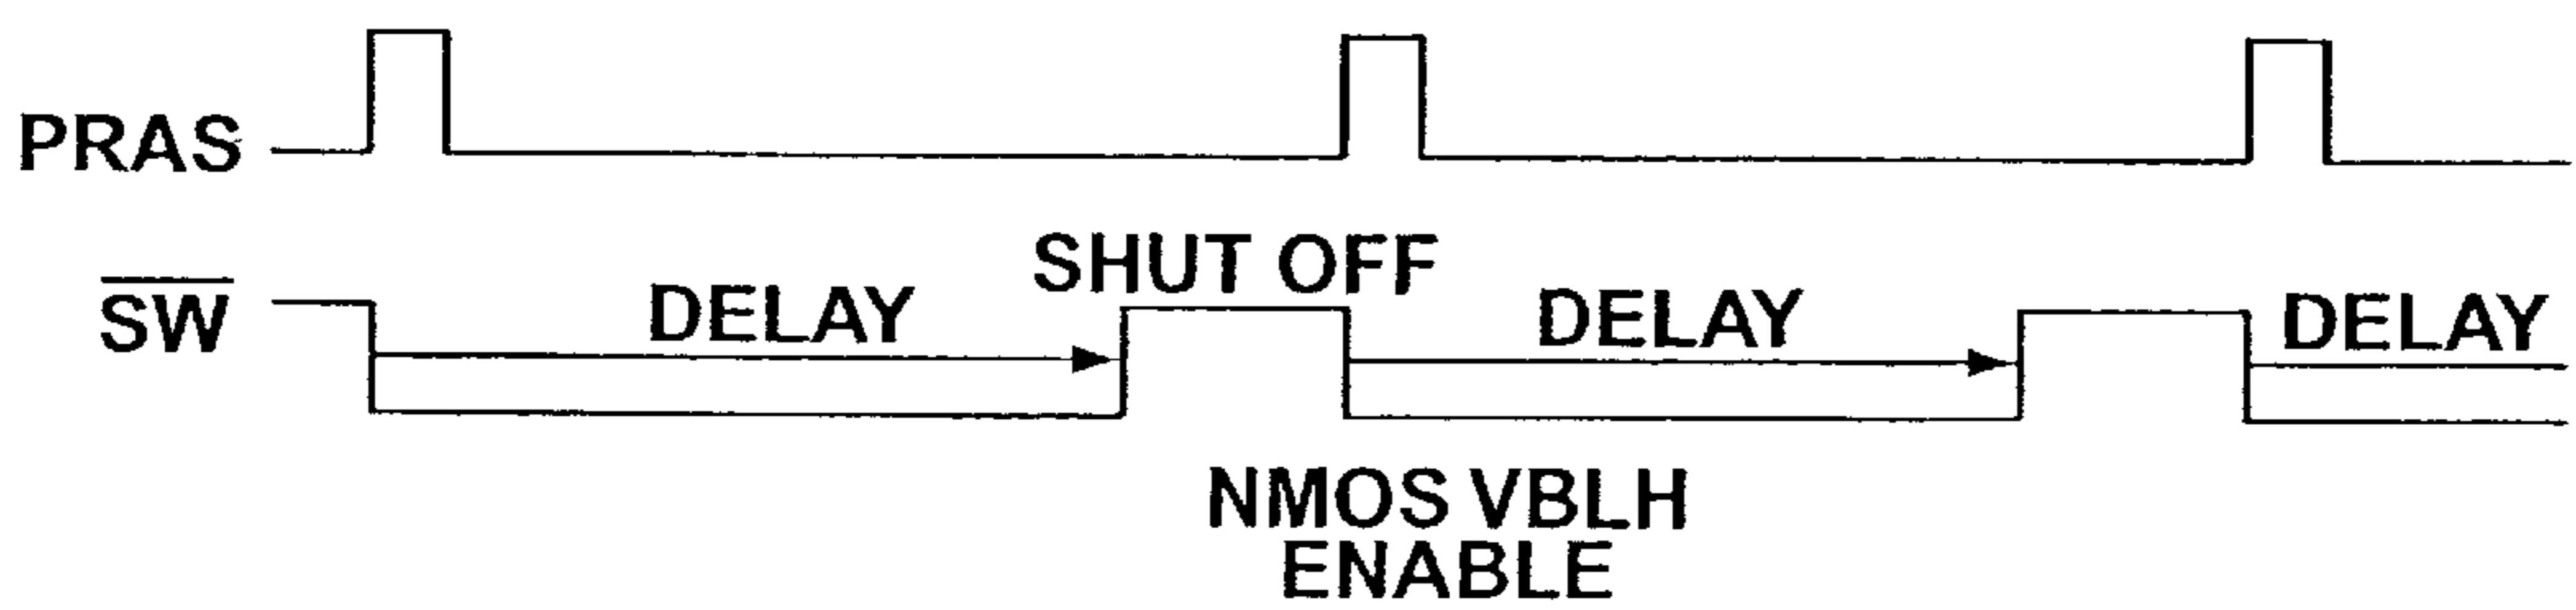 PRAS
SHUT OFF
SW
DELAY
DELAY
DELAY
NMOS VBLH
ENABLE